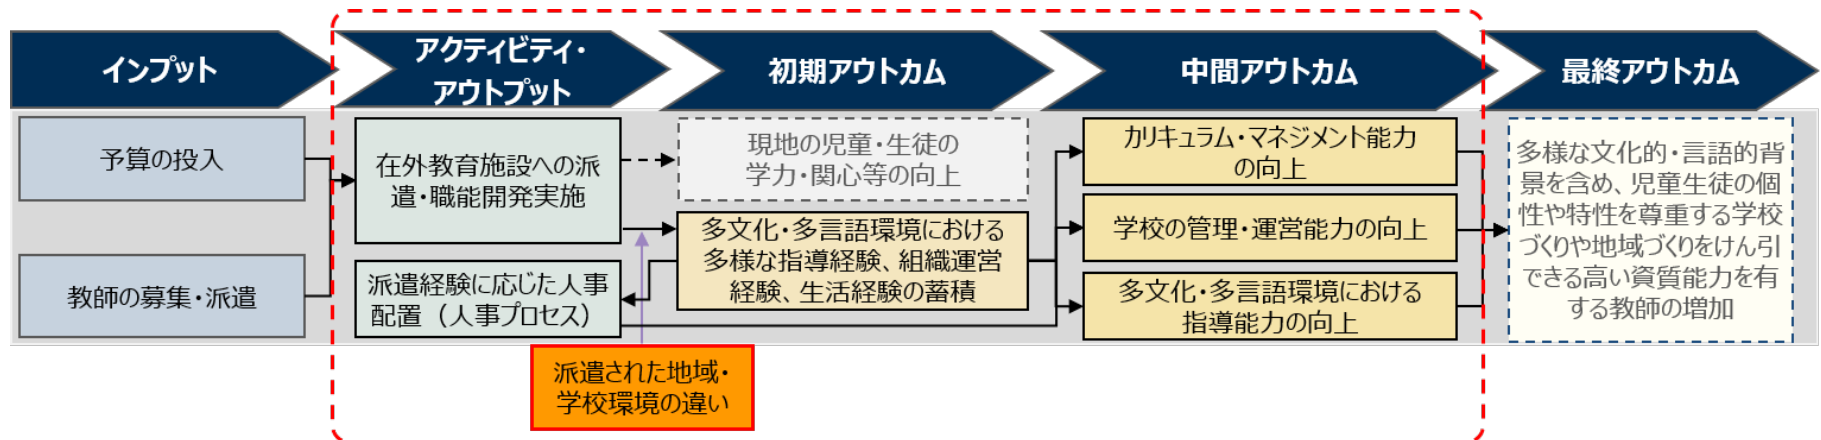 インプット
アクティビティ・
アウトプット
初期アウトカム
中間アウトカム
最終アウトカム
予算の投入
教師の募集・派遣
在外教育施設への派
遣・職能開発実施
派遣経験に応じた人事
配置（人事プロセス）
現地の児童・生徒の
学力・関心等の向上
多文化・多言語環境における
多様な指導経験、組織運営
経験、生活経験の蓄積
カリキュラム・マネジメント能力
の向上
学校の管理・運営能力の向上
多文化・多言語環境における
指導能力の向上
多様な文化的・言語的背
景を含め、児童生徒の個
性や特性を尊重する学校
づくりや地域づくりをけん引
できる高い資質能力を有
する教師の増加
派遣された地域・
学校環境の違い